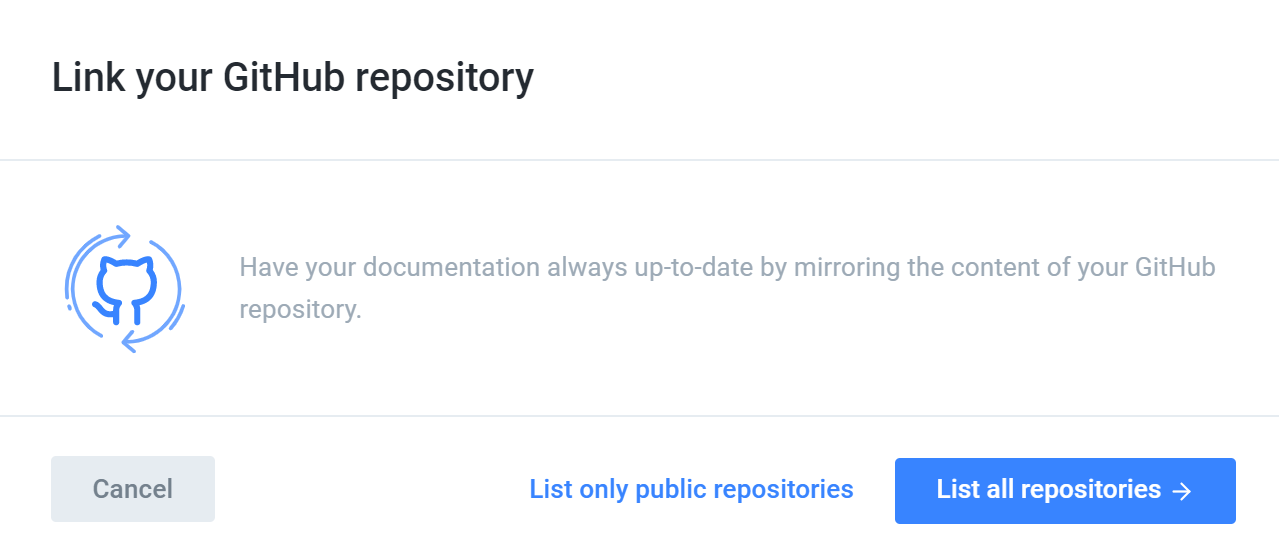 Link your GitHub repository
Have your documentation always up-to-date by mirroring the content of your GitHub
repository.
Cancel
List only public repositories
List all repositories →